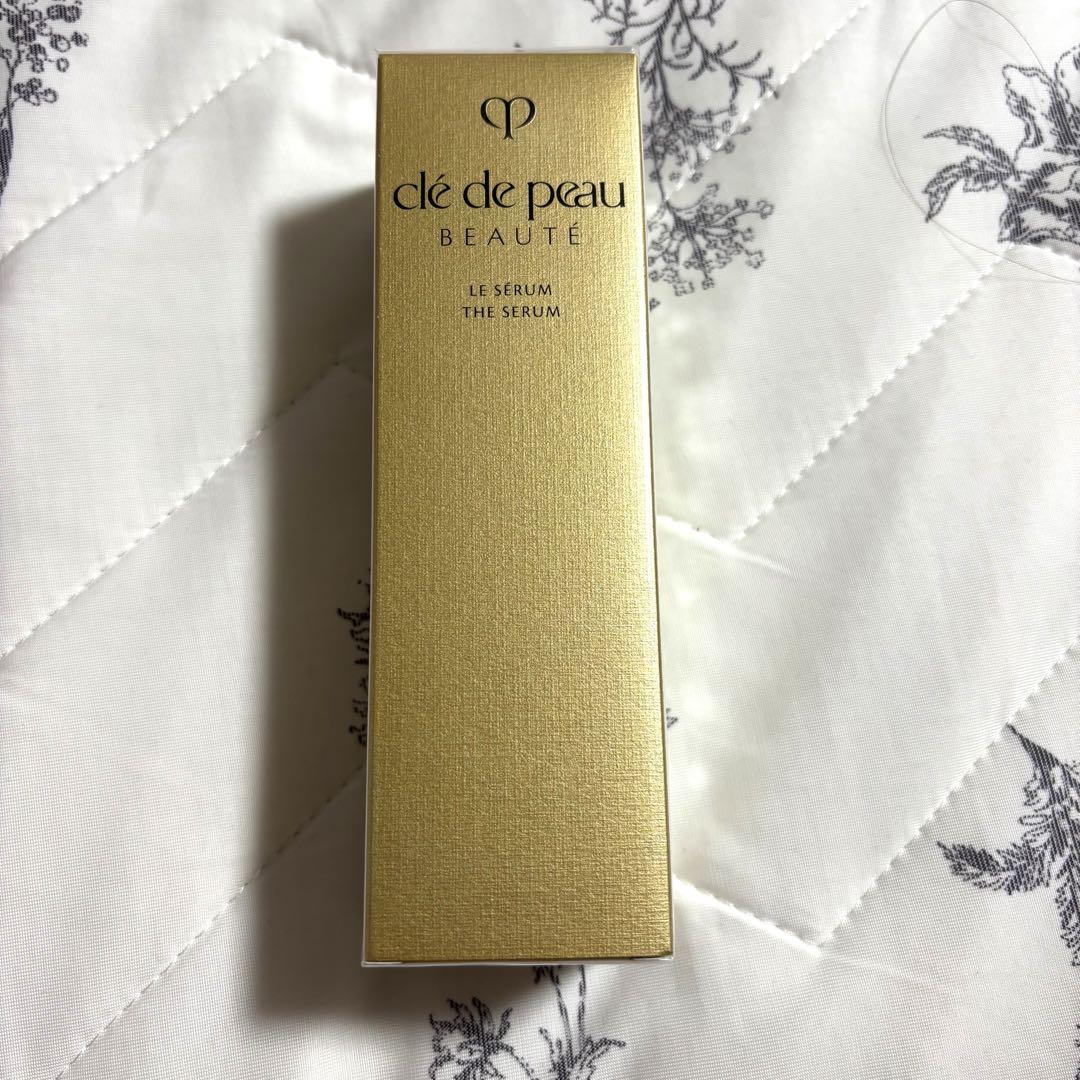 clé de peau
BEAUTÉ
LE SÉRUM
THE SERUM